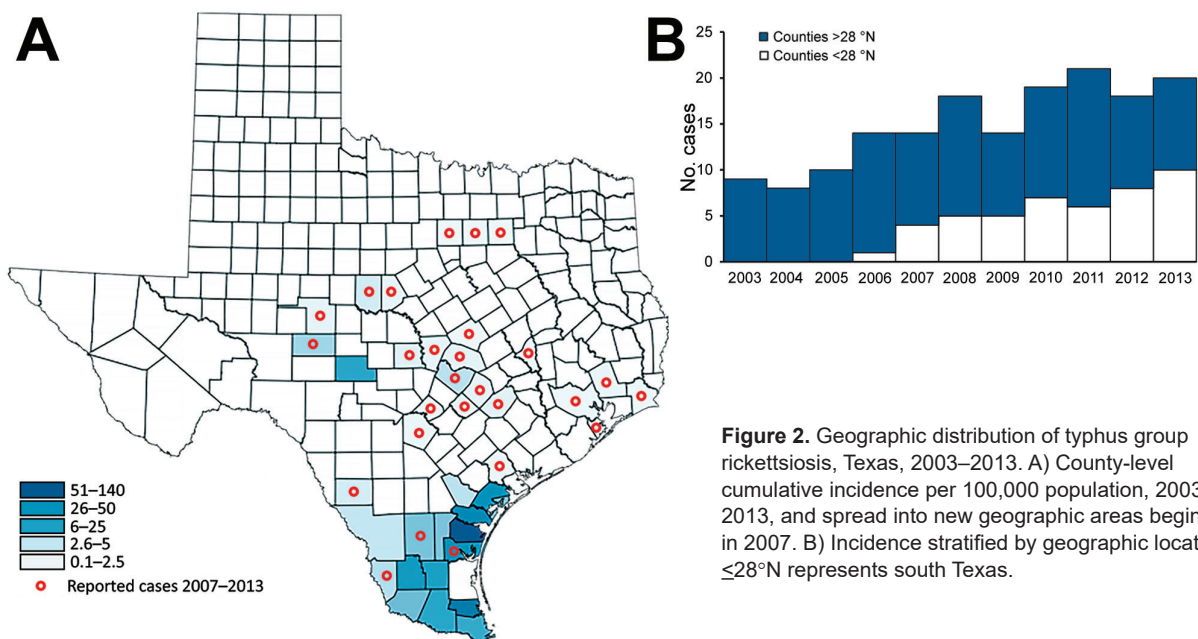 A
51–140
26–50
6–25
2.6–5
0.1–2.5
Reported cases 2007–2013
B
Counties >28 °N
Counties <28 °N
No. cases
25
20
15
10
5
0
2003 2004 2005 2006 2007 2008 2009 2010 2011 2012 2013
Figure 2. Geographic distribution of typhus group
rickettsiosis, Texas, 2003–2013. A) County-level
cumulative incidence per 100,000 population, 2003
2013, and spread into new geographic areas begin
in 2007. B) Incidence stratified by geographic locat
≤28°N represents south Texas.